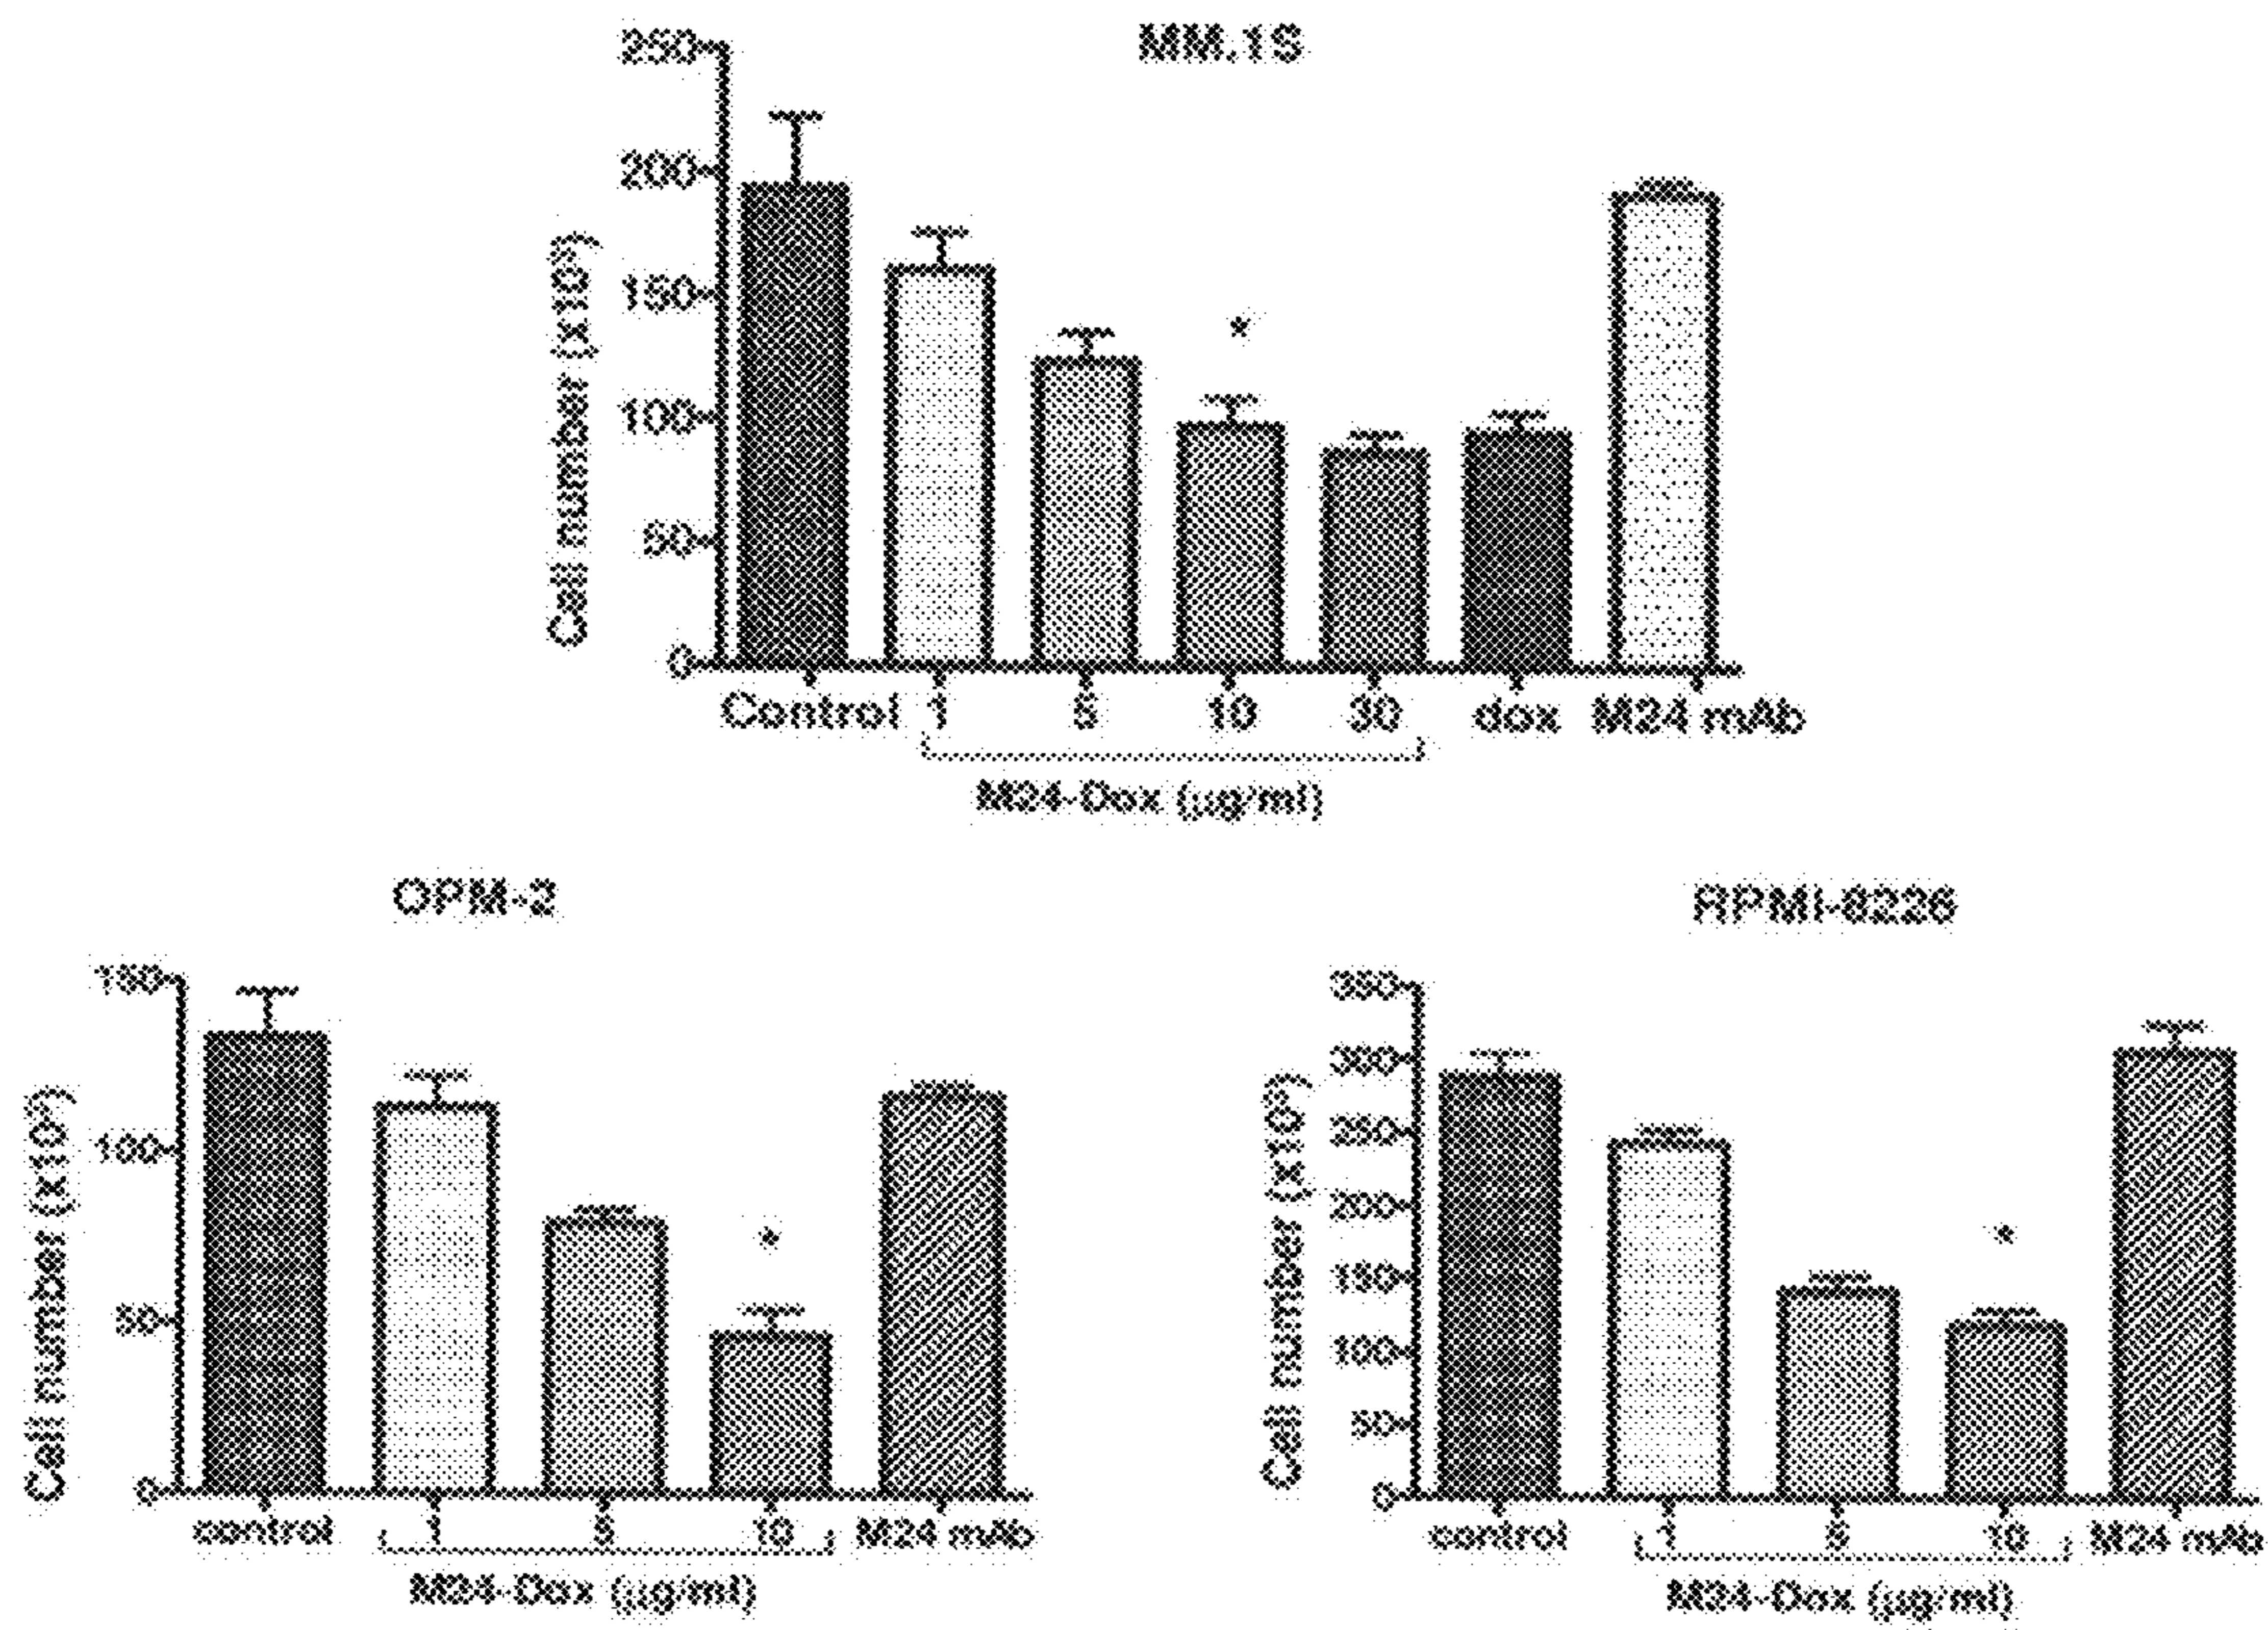 MM.1S
Cell number (x10³)
250
200
150
100
50
0
*
Control 1 5 10 30 dox M24 mAb
M24-Dox (µg/ml)
OPM-2
Cell number (x10³)
150
100
50
0
*
control 1 5 10 M24 mAb
M24-Dox (µg/ml)
RPMI-8226
Cell number (x10³)
350
300
250
200
150
100
50
0
*
control 1 5 10 M24 mAb
M24-Dox (µg/ml)